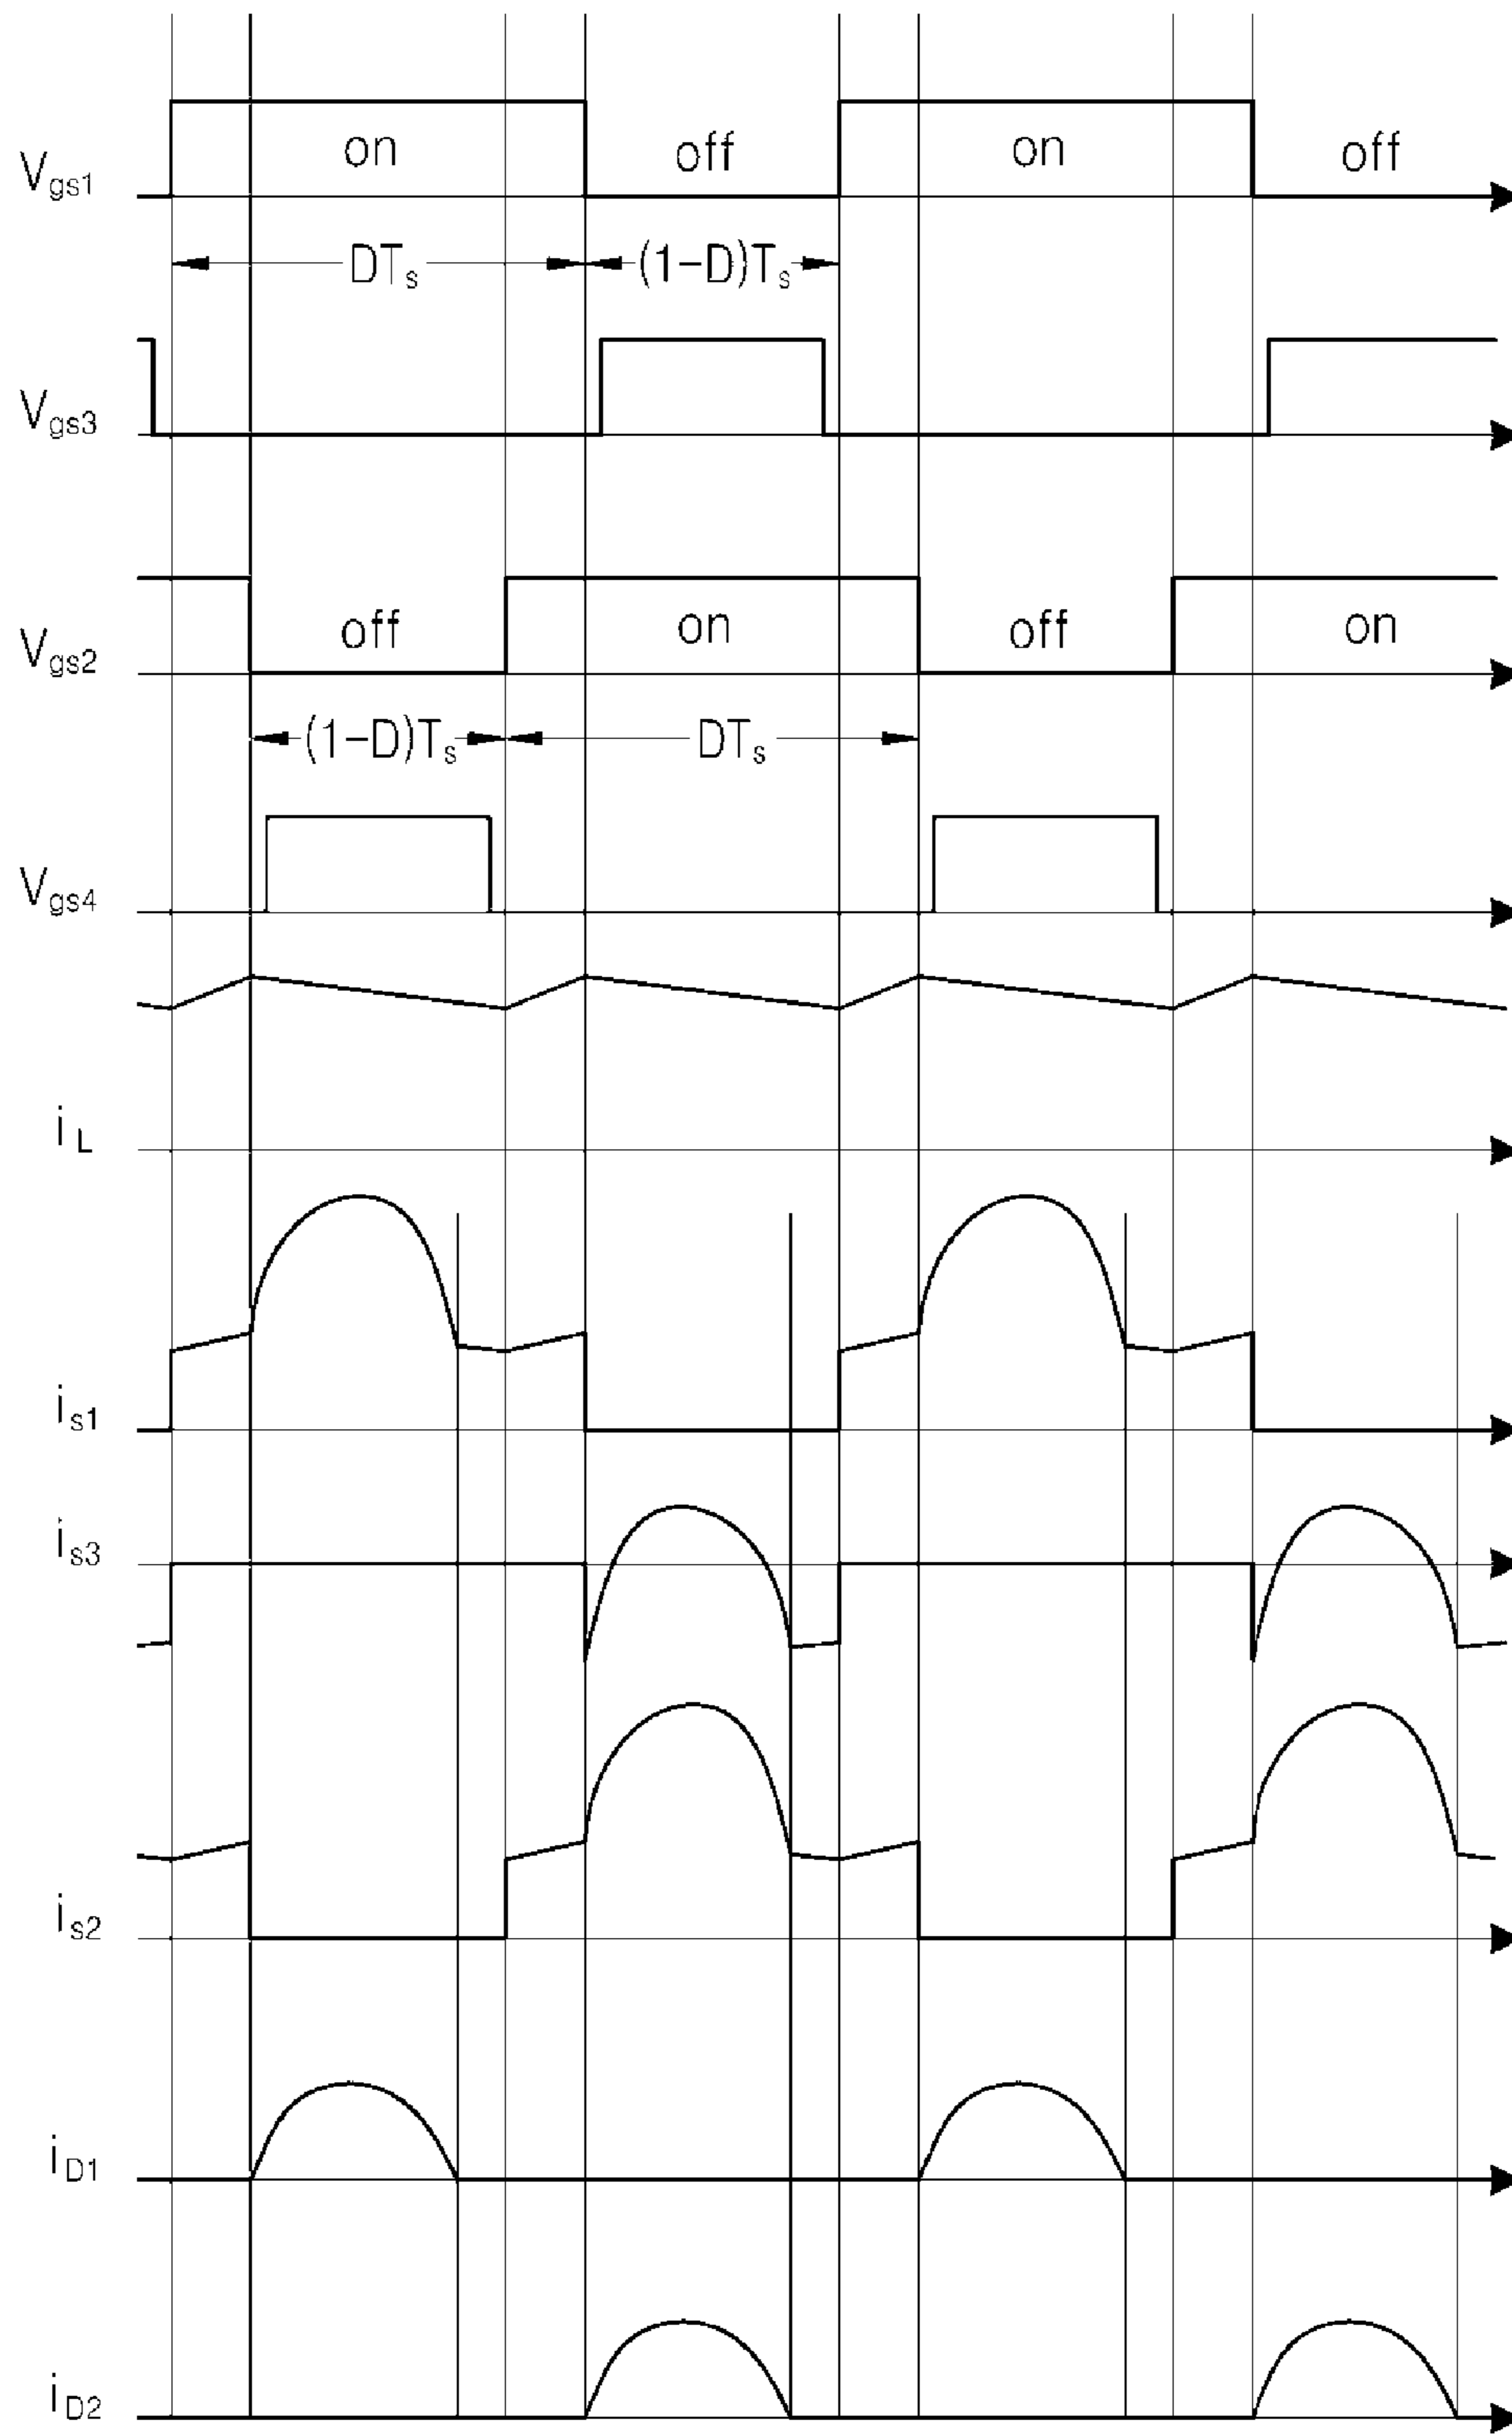 on off on off
Vgs1
DTs (1-D)Ts
Vgs3
off on off on
Vgs2
(1-D)Ts DTs
Vgs4
iL
is1
is3
is2
iD1
iD2